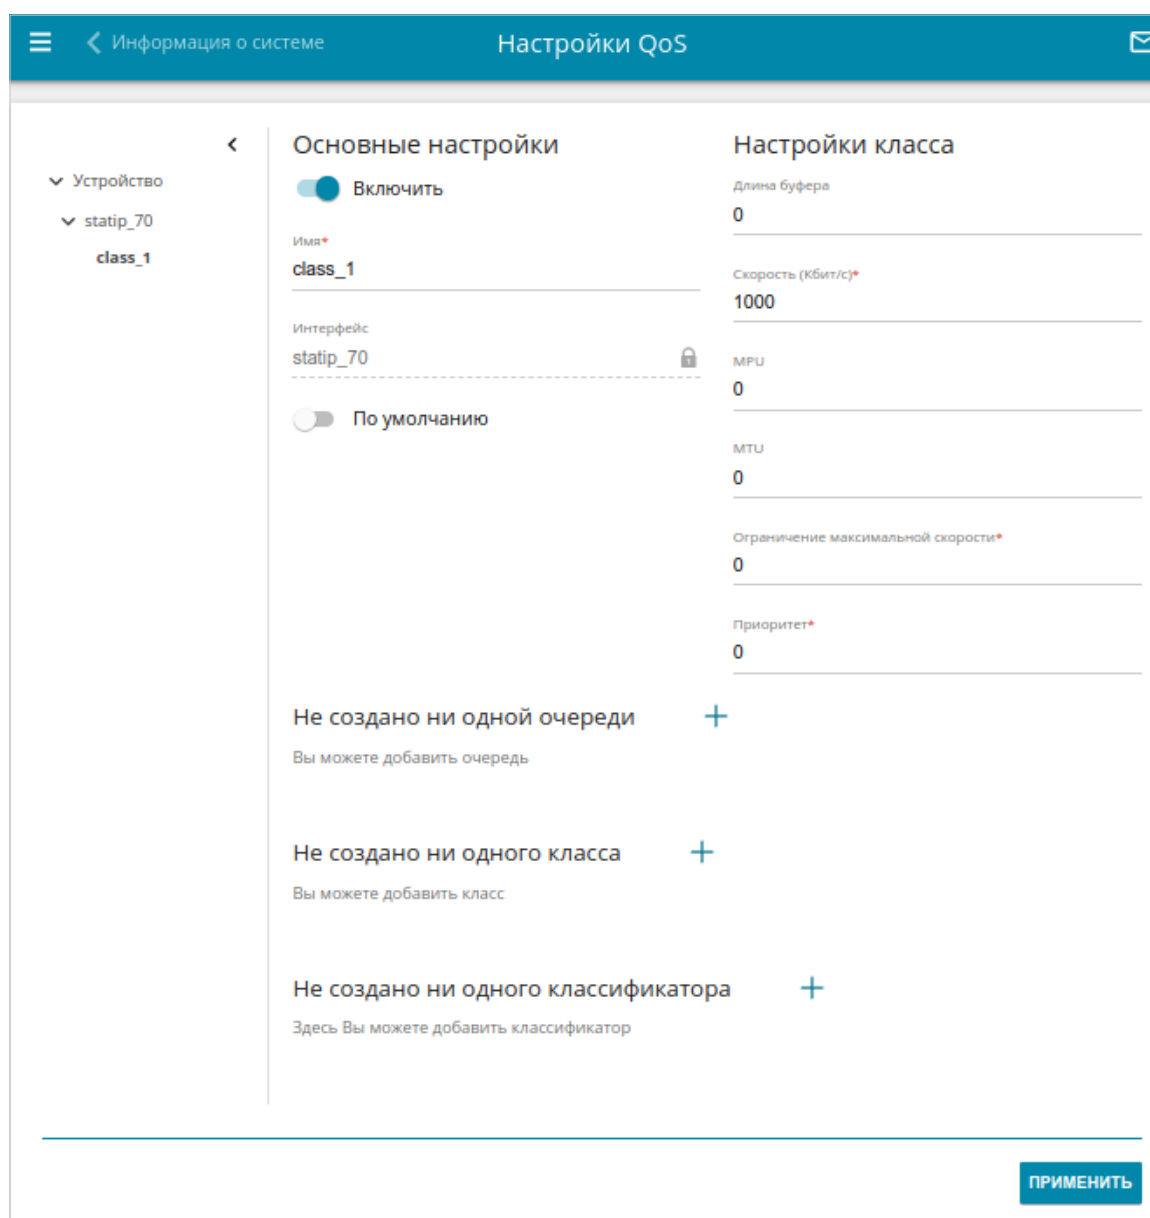 Информация о системе
Настройки QoS
Устройство
statip_70
class_1
Основные настройки
Включить
Имя*
class_1
Интерфейс
statip_70
По умолчанию
Настройки класса
Длина буфера
0
Скорость (Кбит/с)*
1000
MPU
0
MTU
0
Ограничение максимальной скорости*
0
Приоритет*
0
Не создано ни одной очереди
Вы можете добавить очередь
Не создано ни одного класса
Вы можете добавить класс
Не создано ни одного классификатора
Здесь Вы можете добавить классификатор
ПРИМЕНИТЬ